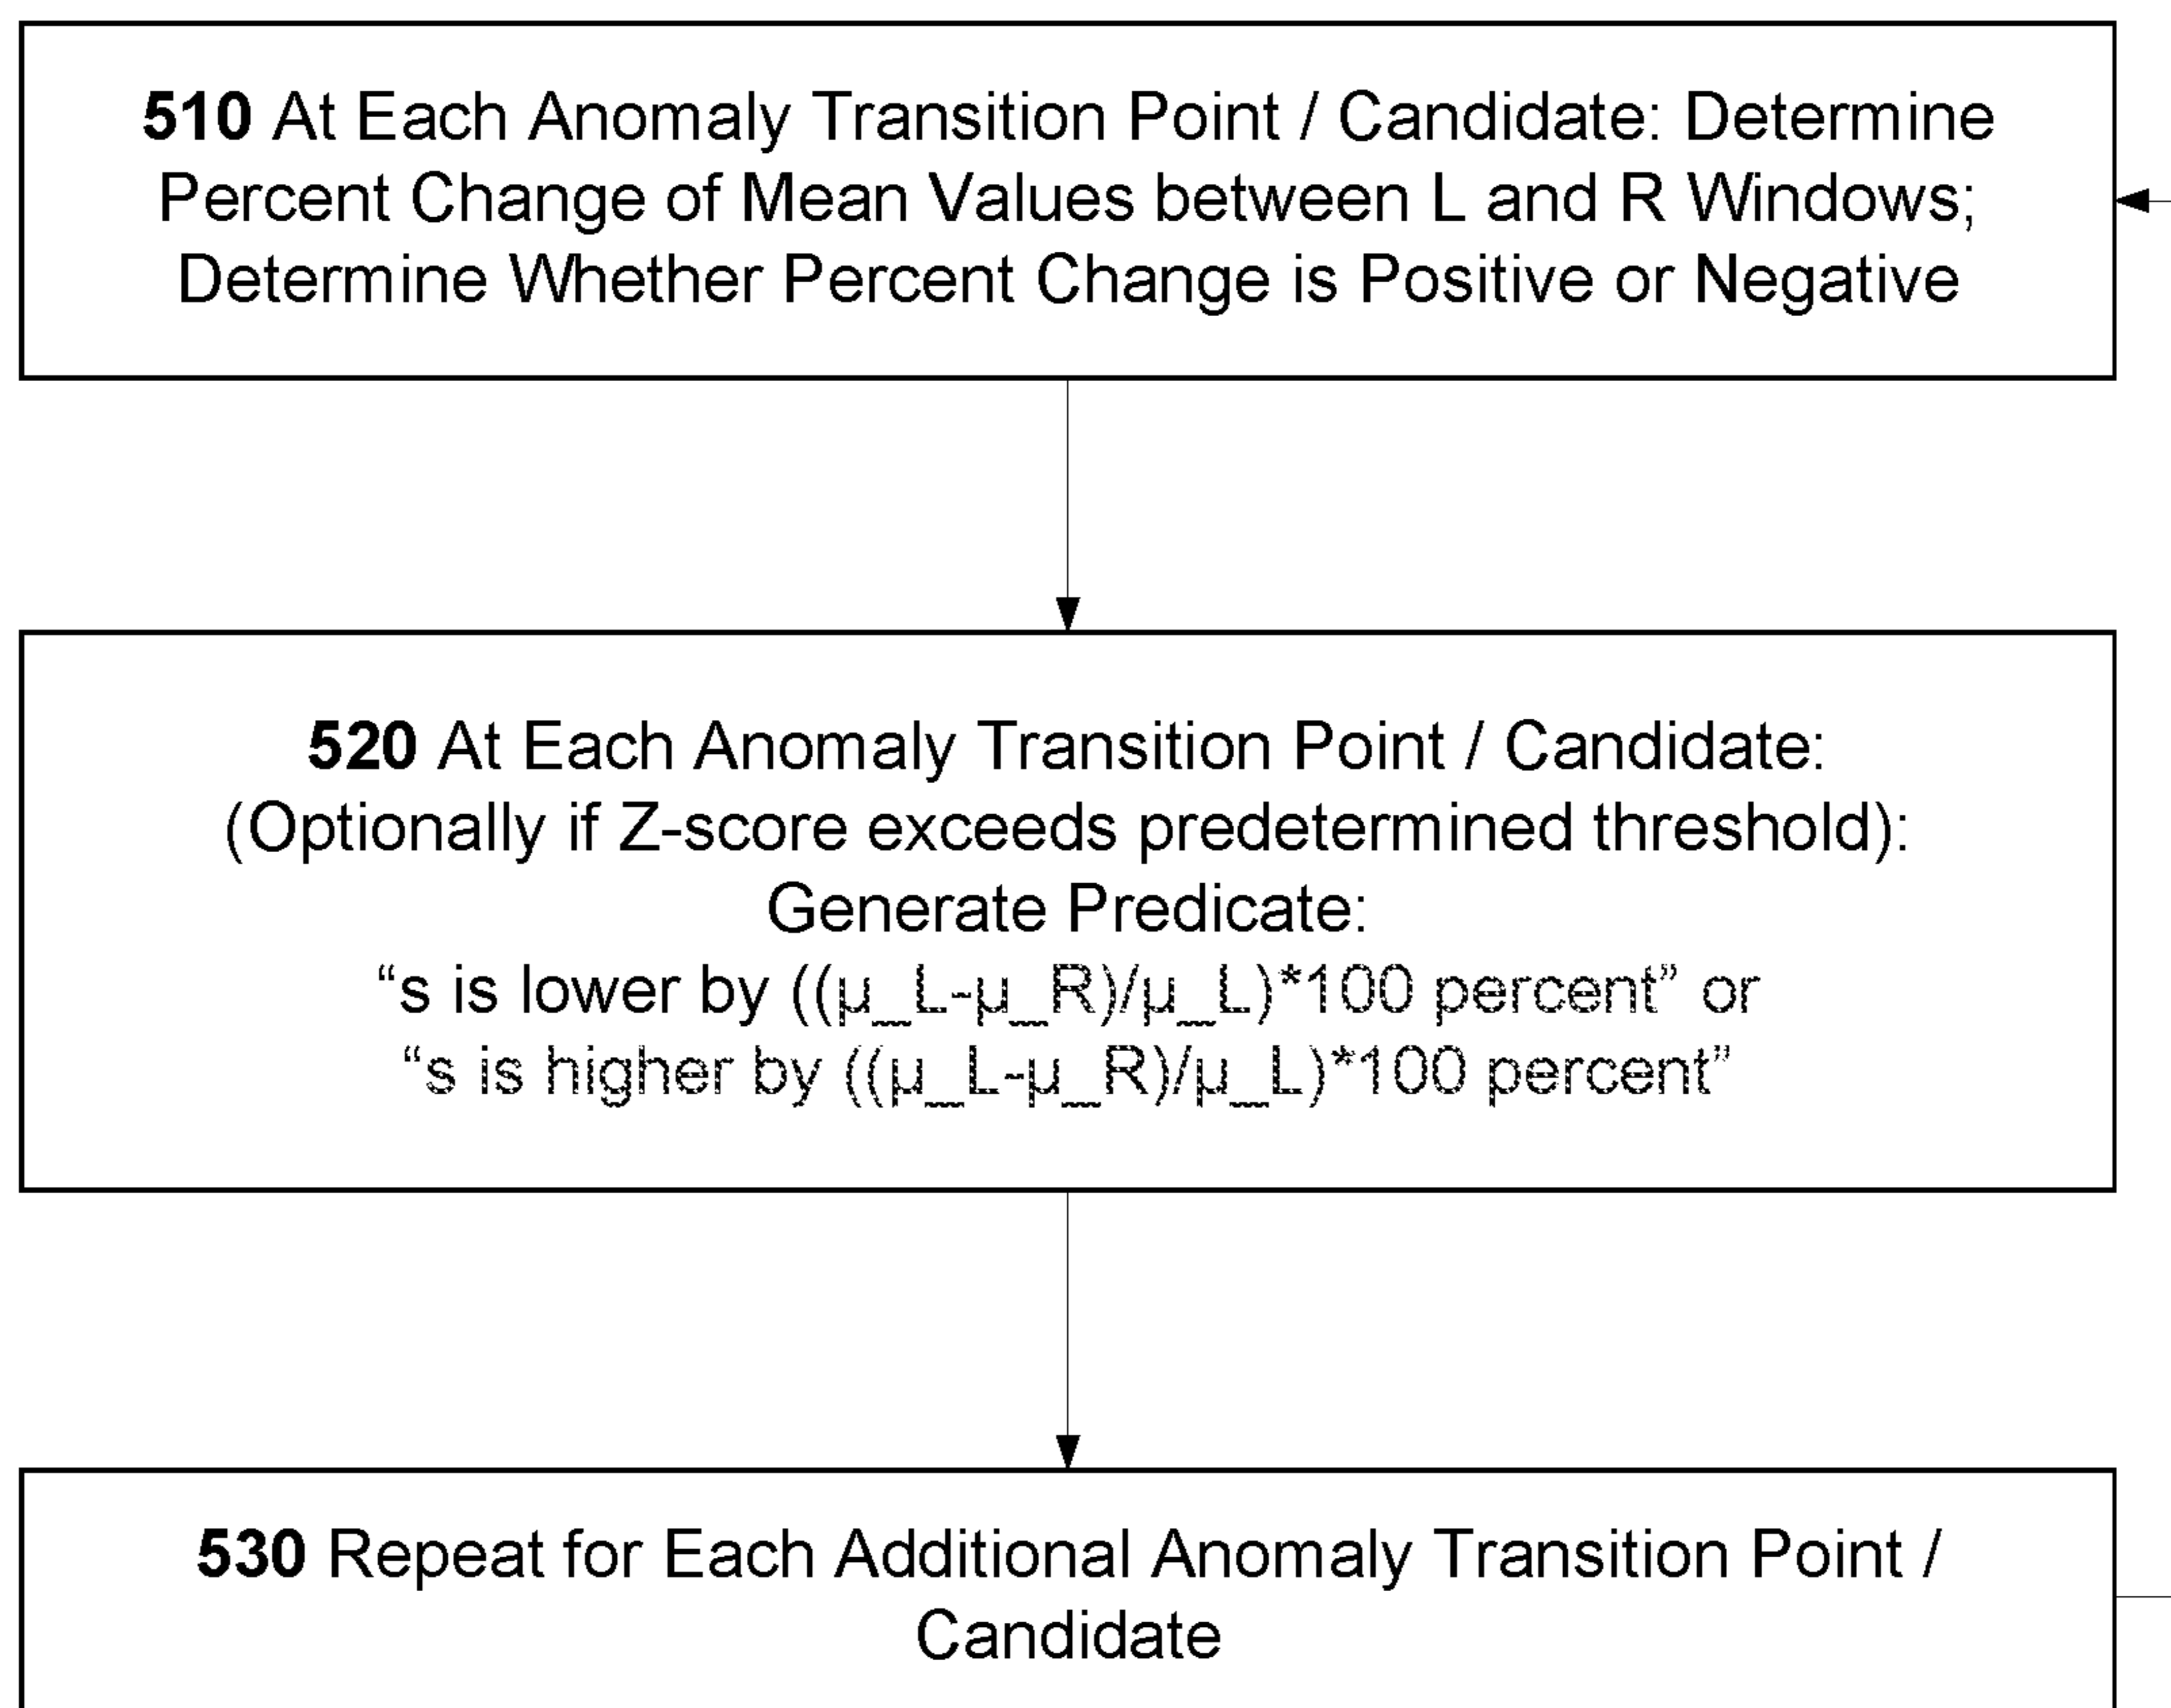 510 At Each Anomaly Transition Point / Candidate: Determine
Percent Change of Mean Values between L and R Windows;
Determine Whether Percent Change is Positive or Negative
520 At Each Anomaly Transition Point / Candidate:
(Optionally if Z-score exceeds predetermined threshold):
Generate Predicate:
“s is lower by ((μ_L-μ_R)/μ_L)*100 percent” or
“s is higher by ((μ_L-μ_R)/μ_L)*100 percent”
530 Repeat for Each Additional Anomaly Transition Point /
Candidate